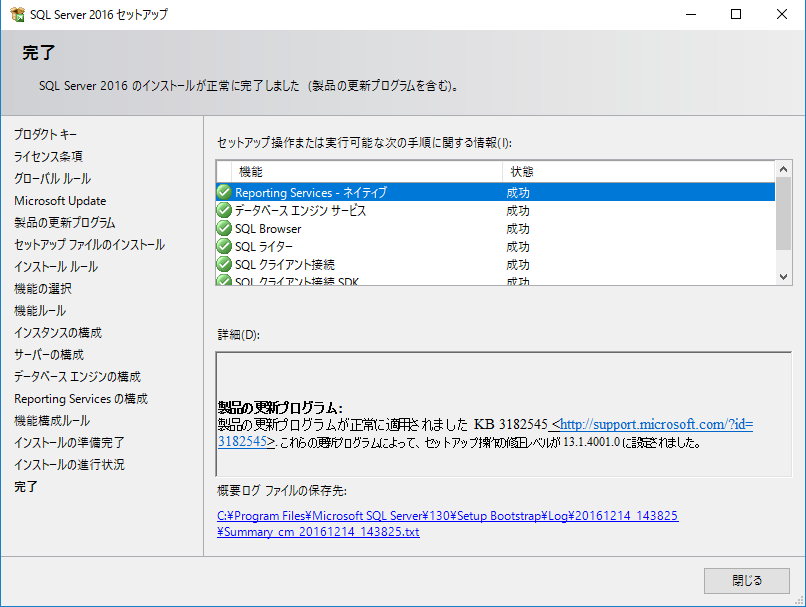 SQL Server 2016 セットアップ
完了
SQL Server 2016 のインストールが正常に完了しました (製品の更新プログラムを含む)。
プロダクト キー
ライセンス条項
グローバル ルール
Microsoft Update
製品の更新プログラム
セットアップ ファイルのインストール
インストール ルール
機能の選択
機能ルール
インスタンスの構成
サーバーの構成
データベース エンジンの構成
Reporting Services の構成
機能構成ルール
インストールの準備完了
インストールの進行状況
完了
セットアップ操作または実行可能な次の手順に関する情報(I):
機能 状態
Reporting Services - ネイティブ 成功
データベース エンジン サービス 成功
SQL Browser 成功
SQL ライター 成功
SQL クライアント接続 成功
SQL クライアント接続 SDK 成功
詳細(D):
製品の更新プログラム:
製品の更新プログラムが正常に適用されました KB 3182545 <http://support.microsoft.com/?id=
3182545>. これらの更新プログラムによって、セットアップ操作の修正レベルが 13.1.4001.0 に設定されました。
概要ログ ファイルの保存先:
C:¥Program Files¥Microsoft SQL Server¥130¥Setup Bootstrap¥Log¥20161214_143825
¥Summary_cm_20161214_143825.txt
閉じる